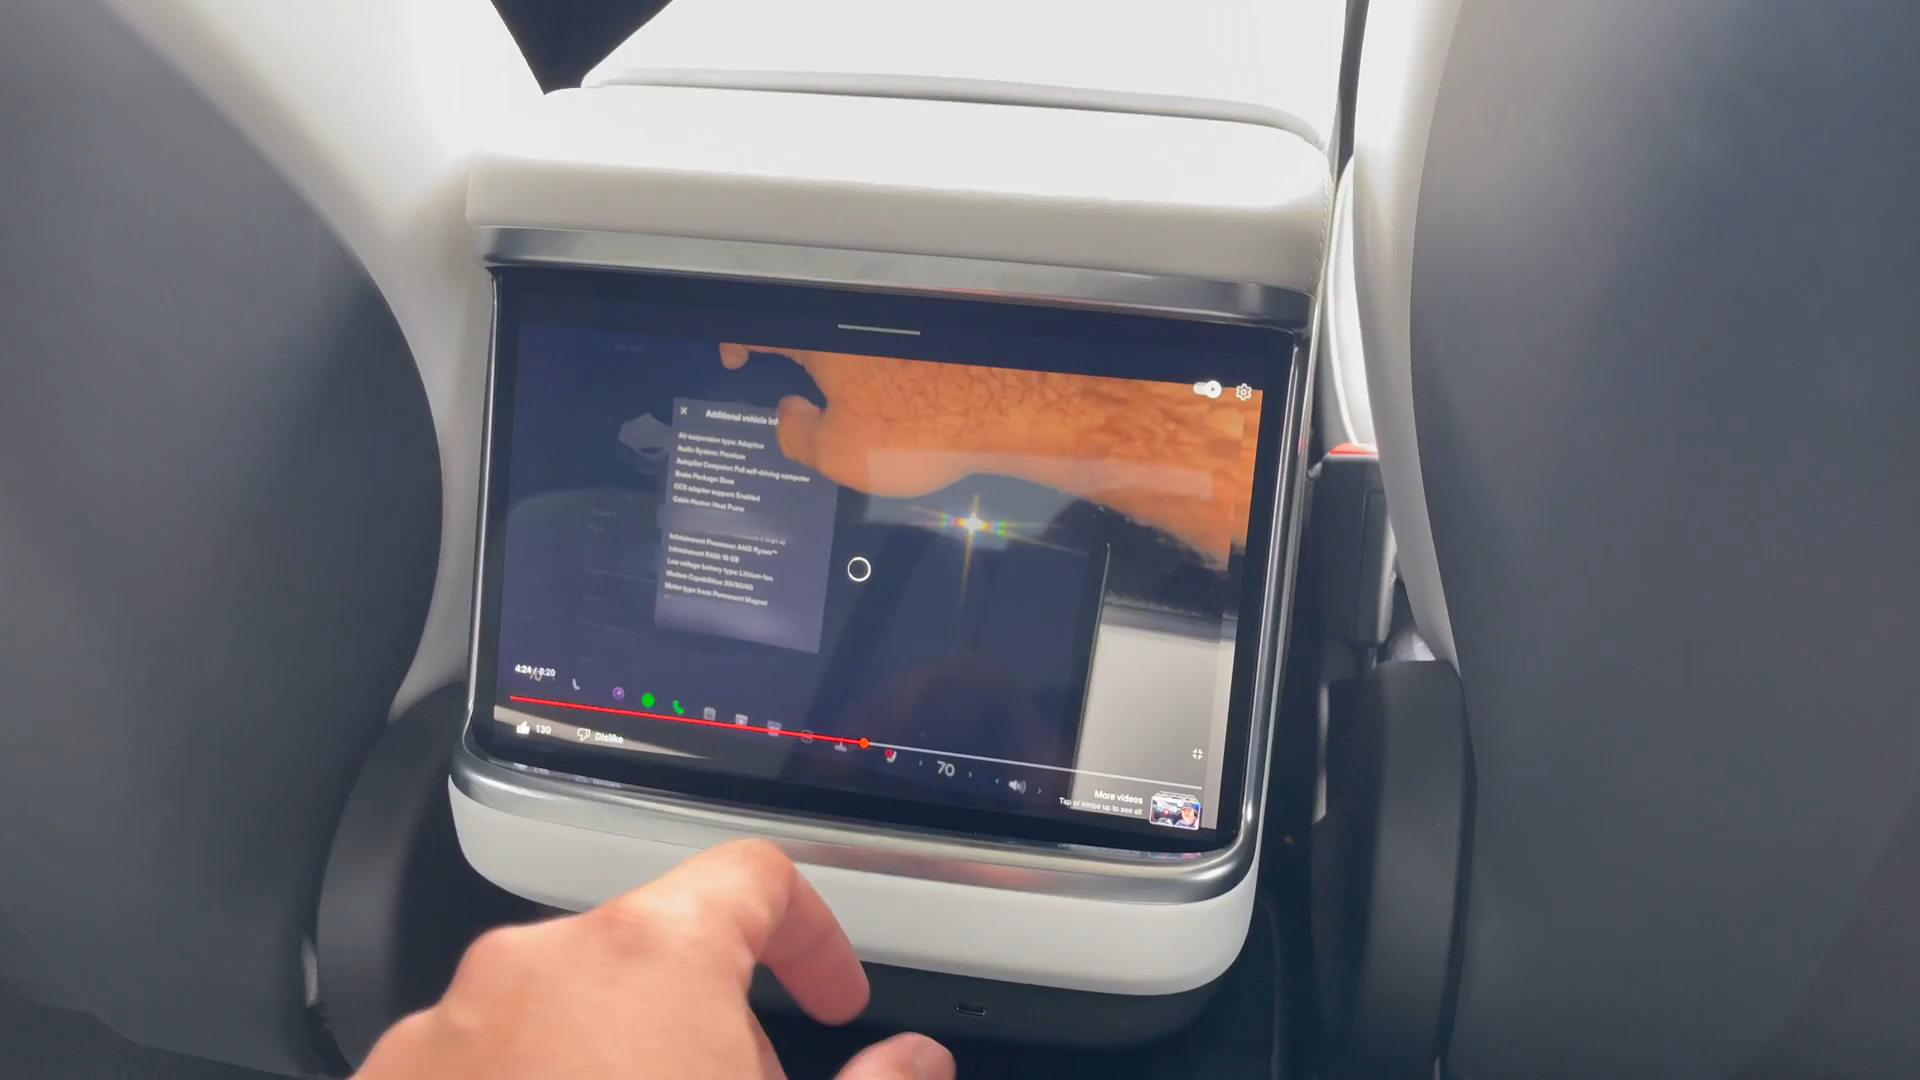 Additional vehicle
Air suspension type: Adaptive
Audio System: Premium
Autopilot Computer: Full self-driving computer
Brake Package: Base
CCS adapter support: Enabled
Cabin Heater: Heat Pump
Infotainment Processor: AMD Ryzen™
Infotainment RAM: 16 GB
Low voltage battery type: Lithium-Ion
Modem Capabilities: 2G/3G/4G
Motor type front: Permanent Magnet
4:24 / 8:20
130 Dislike
70
More videos
Tap or swipe up to see all